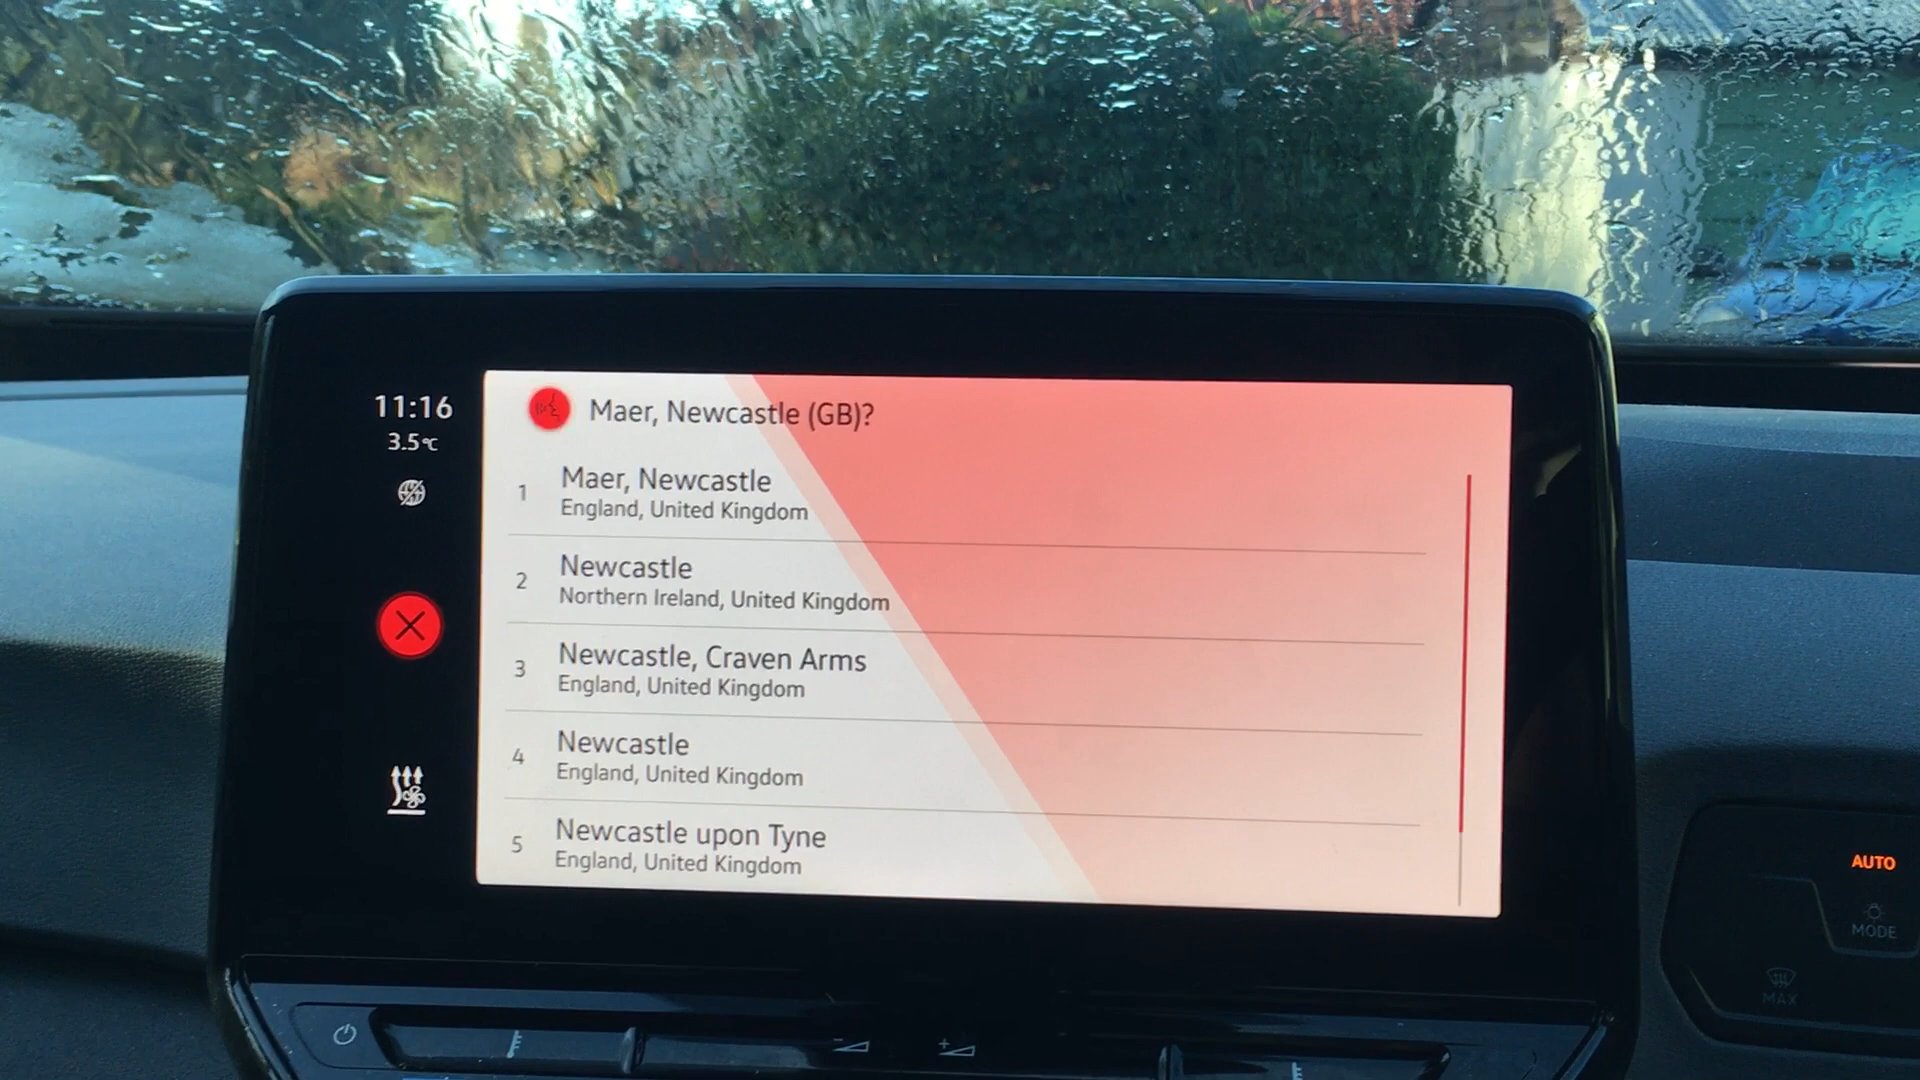 11:16
3.5°C
Maer, Newcastle (GB)?
1
Maer, Newcastle
England, United Kingdom
2
Newcastle
Northern Ireland, United Kingdom
3
Newcastle, Craven Arms
England, United Kingdom
4
Newcastle
England, United Kingdom
5
Newcastle upon Tyne
England, United Kingdom
AUTO
MODE
MAX